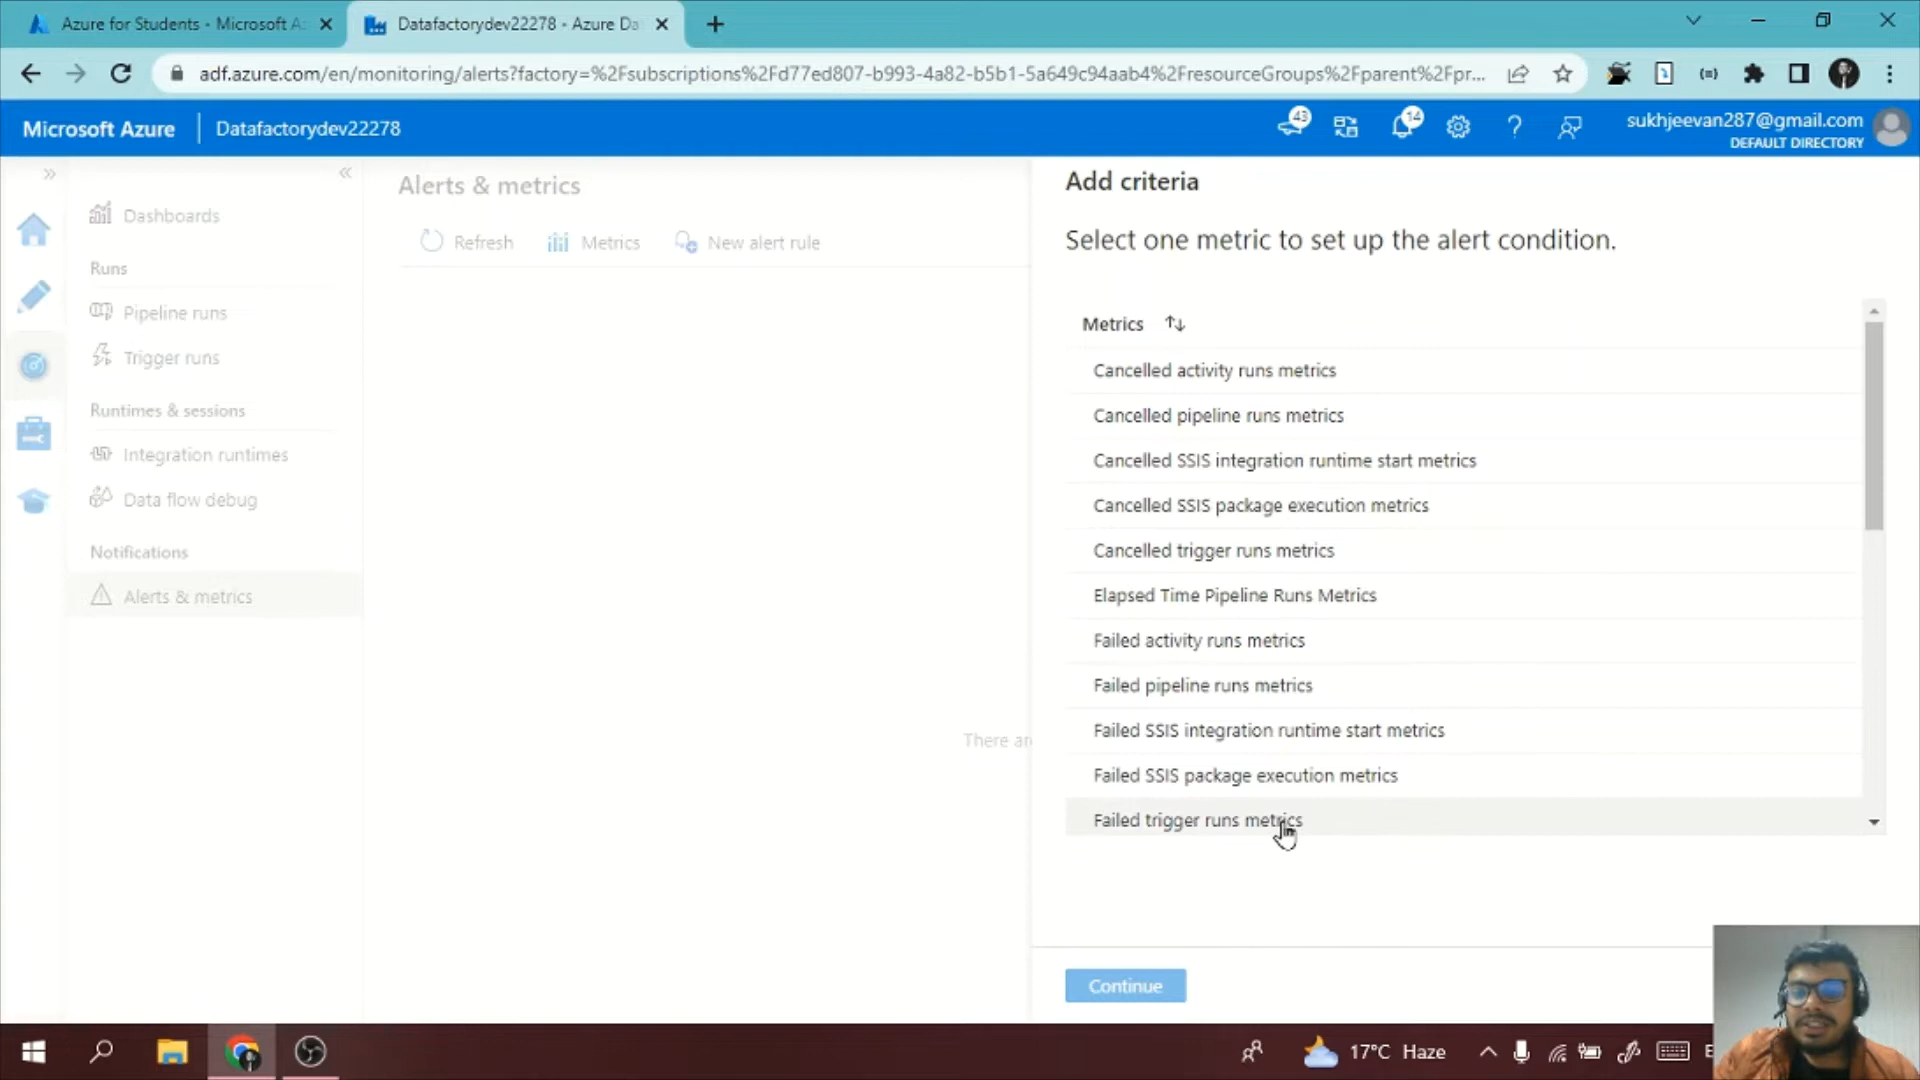 Azure for Students - Microsoft A
Datafactorydev22278 - Azure Da
adf.azure.com/en/monitoring/alerts?factory=%2Fsubscriptions%2Fd77ed807-b993-4a82-b5b1-5a649c94aab4%2FresourceGroups%2Fparent%2Fpr...
Microsoft Azure
Datafactorydev22278
43
14
sukhjeevan287@gmail.com
DEFAULT DIRECTORY
Dashboards
Runs
Pipeline runs
Trigger runs
Runtimes & sessions
Integration runtimes
Data flow debug
Notifications
Alerts & metrics
Alerts & metrics
Refresh
Metrics
New alert rule
There are
Add criteria
Select one metric to set up the alert condition.
Metrics
Cancelled activity runs metrics
Cancelled pipeline runs metrics
Cancelled SSIS integration runtime start metrics
Cancelled SSIS package execution metrics
Cancelled trigger runs metrics
Elapsed Time Pipeline Runs Metrics
Failed activity runs metrics
Failed pipeline runs metrics
Failed SSIS integration runtime start metrics
Failed SSIS package execution metrics
Failed trigger runs metrics
Continue
17°C Haze